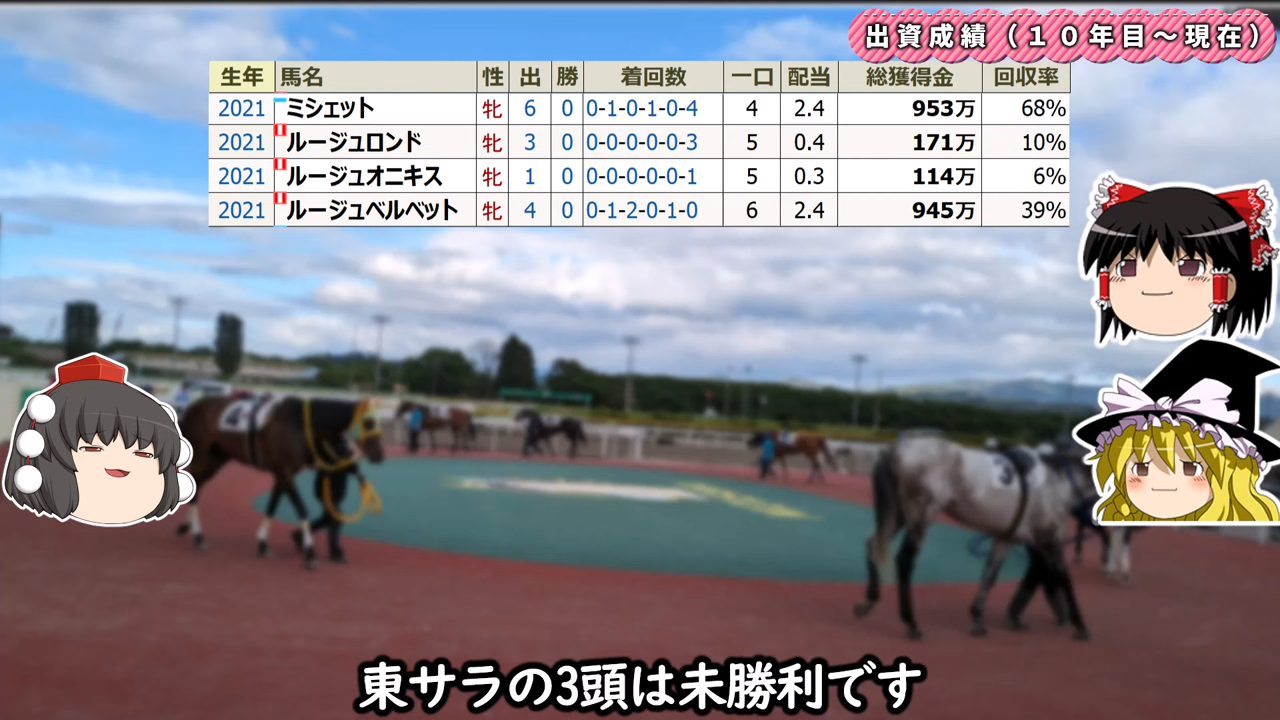 出資成績（１０年目～現在）
生年 馬名 性 出 勝 着回数 一口 配当 総獲得金 回収率
2021 ミシェット 牝 6 0 0-1-0-1-0-4 4 2.4 953万 68%
2021 ルージュロンド 牝 3 0 0-0-0-0-0-3 5 0.4 171万 10%
2021 ルージュオニキス 牝 1 0 0-0-0-0-0-1 5 0.3 114万 6%
2021 ルージュベルベット 牝 4 0 0-1-2-0-1-0 6 2.4 945万 39%
2
3
東サラの3頭は未勝利です